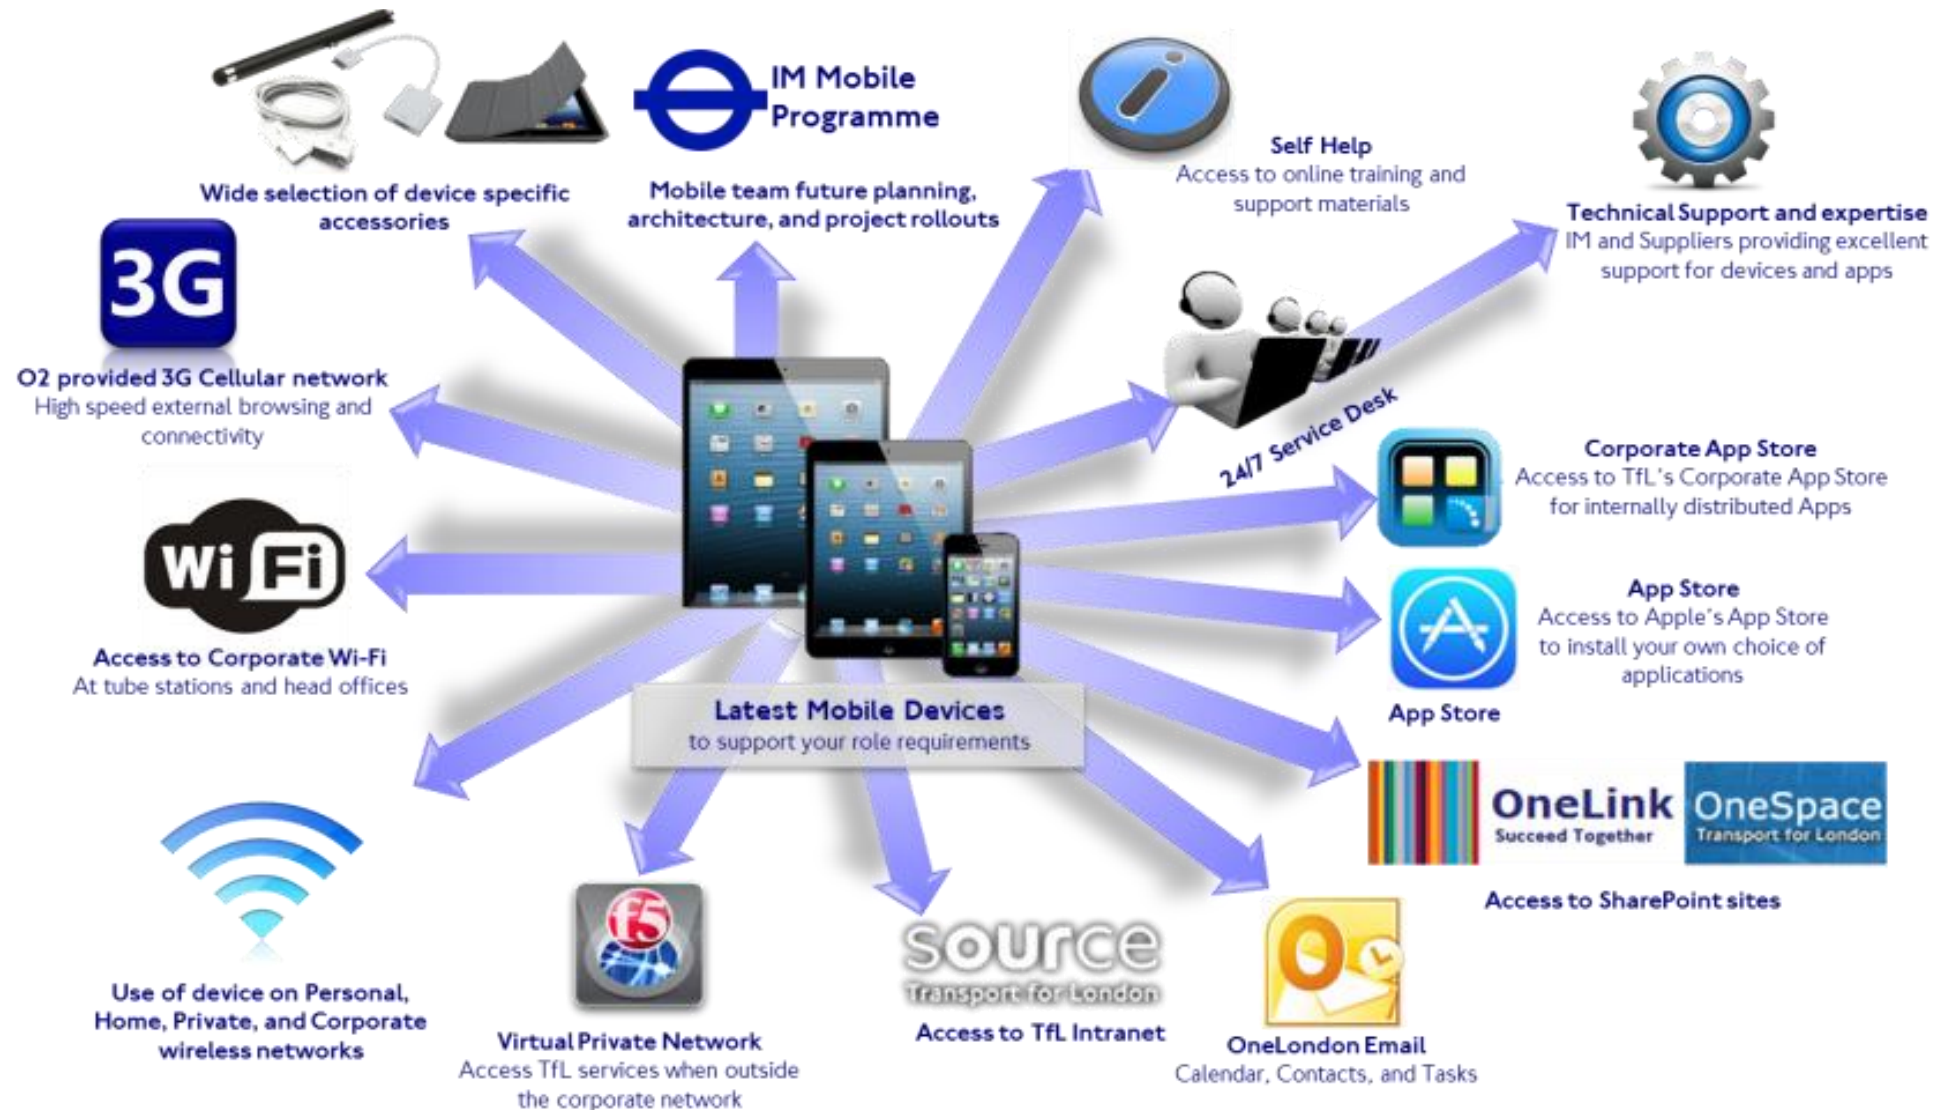 IM Mobile
Programme
Wide selection of device specific
accessories
Mobile team future planning,
architecture, and project rollouts
Self Help
Access to online training and
support materials
Technical Support and expertise
IM and Suppliers providing excellent
support for devices and apps
3G
O2 provided 3G Cellular network
High speed external browsing and
connectivity
24/7 Service Desk
Corporate App Store
Access to TfL's Corporate App Store
for internally distributed Apps
Wi Fi
Access to Corporate Wi-Fi
At tube stations and head offices
App Store
Access to Apple's App Store
to install your own choice of
applications
App Store
Latest Mobile Devices
to support your role requirements
OneLink
Succeed Together
OneSpace
Transport for London
Access to SharePoint sites
Use of device on Personal,
Home, Private, and Corporate
wireless networks
f5
Virtual Private Network
Access TfL services when outside
the corporate network
source
Transport for London
Access to TfL Intranet
O
OneLondon Email
Calendar, Contacts, and Tasks